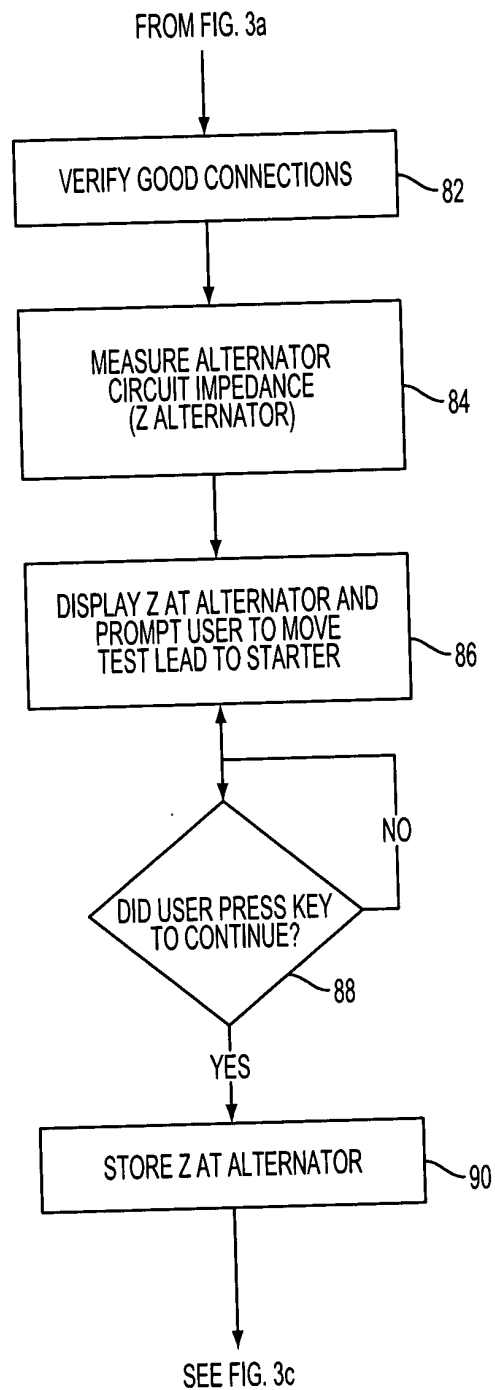 FROM FIG. 3a
VERIFY GOOD CONNECTIONS
82
MEASURE ALTERNATOR
CIRCUIT IMPEDANCE
(Z ALTERNATOR)
84
DISPLAY Z AT ALTERNATOR AND
PROMPT USER TO MOVE
TEST LEAD TO STARTER
86
NO
DID USER PRESS KEY
TO CONTINUE?
88
YES
STORE Z AT ALTERNATOR
90
SEE FIG. 3c